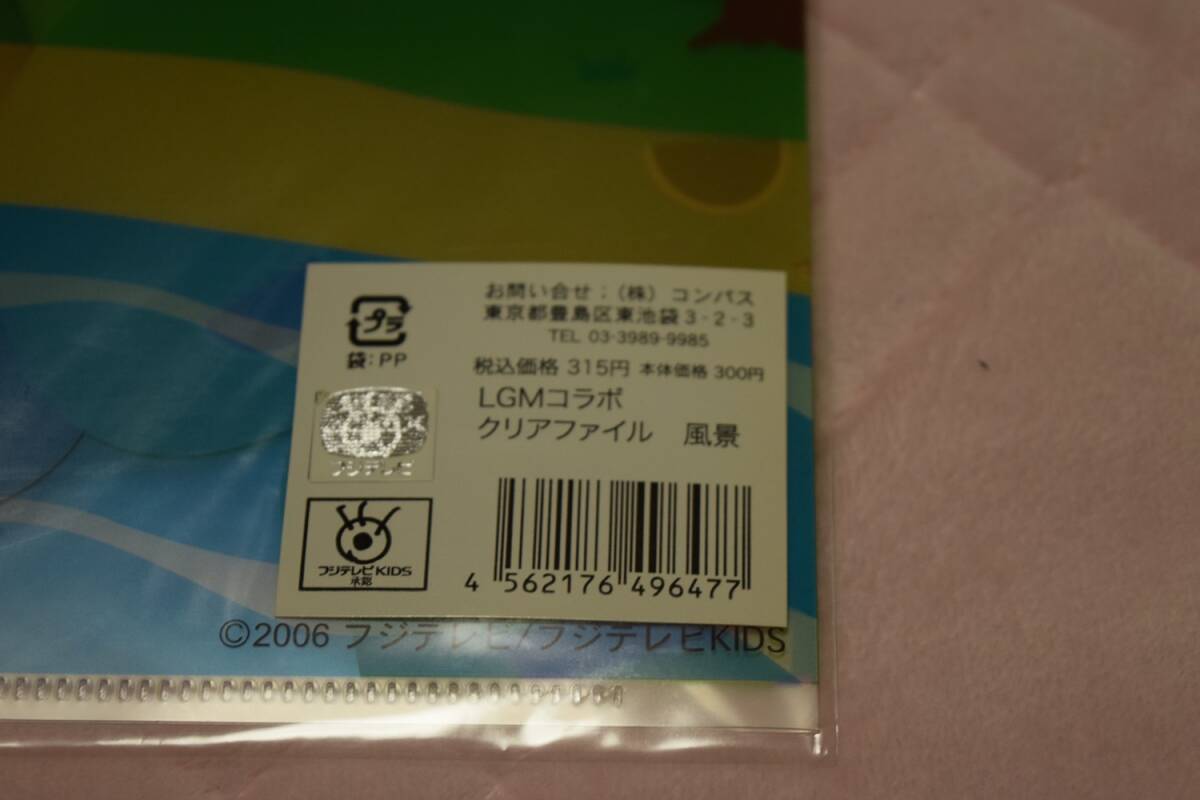 プラ
袋:PP
お問い合せ;(株)コンパス
東京都豊島区東池袋3-2-3
TEL 03-3989-9985
税込価格 315円 本体価格 300円
LGMコラボ
クリアファイル 風景
フジテレビ
フジテレビKIDS
承認
4 562176 496477
©2006 フジテレビ/フジテレビKIDS